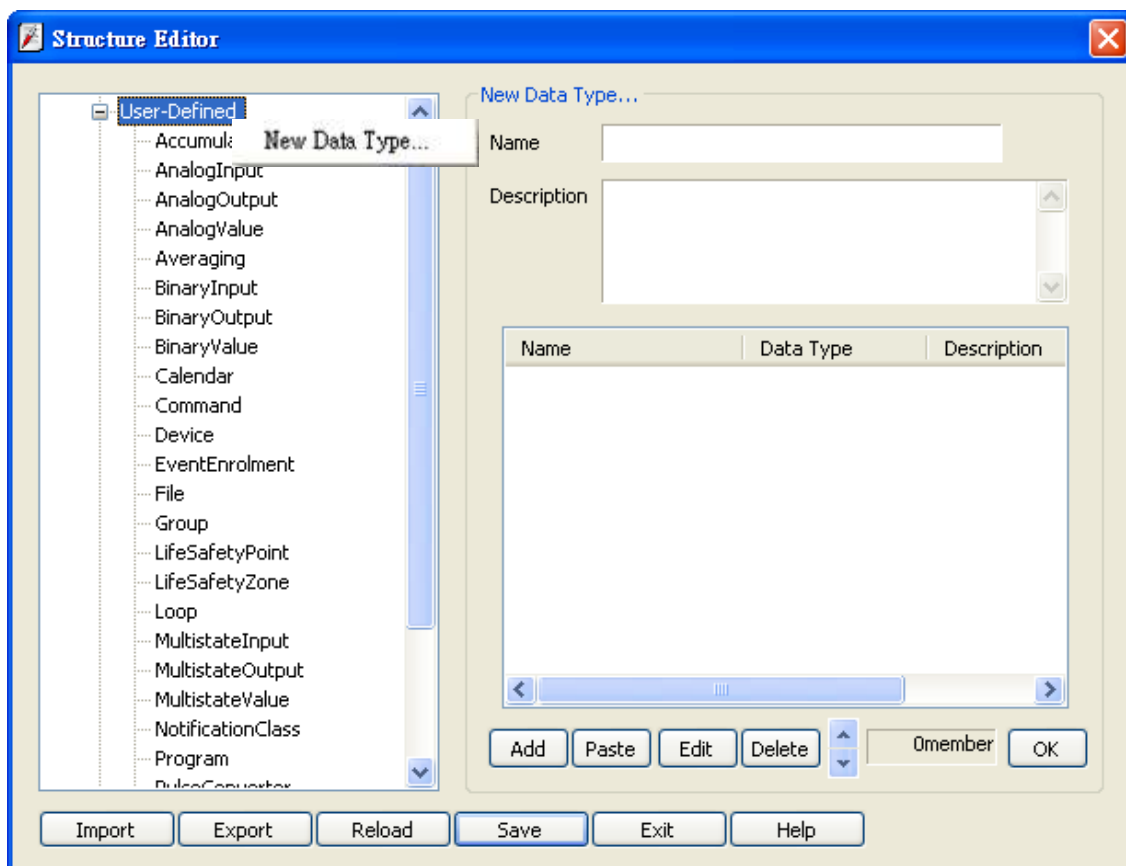 Structure Editor
User-Defined
Accumula
New Data Type...
AnalogInput
AnalogOutput
AnalogValue
Averaging
BinaryInput
BinaryOutput
BinaryValue
Calendar
Command
Device
EventEnrolment
File
Group
LifeSafetyPoint
LifeSafetyZone
Loop
MultistateInput
MultistateOutput
MultistateValue
NotificationClass
Program
PulseConverter
New Data Type...
Name
Description
Name Data Type Description
Add Paste Edit Delete 0member OK
Import Export Reload Save Exit Help